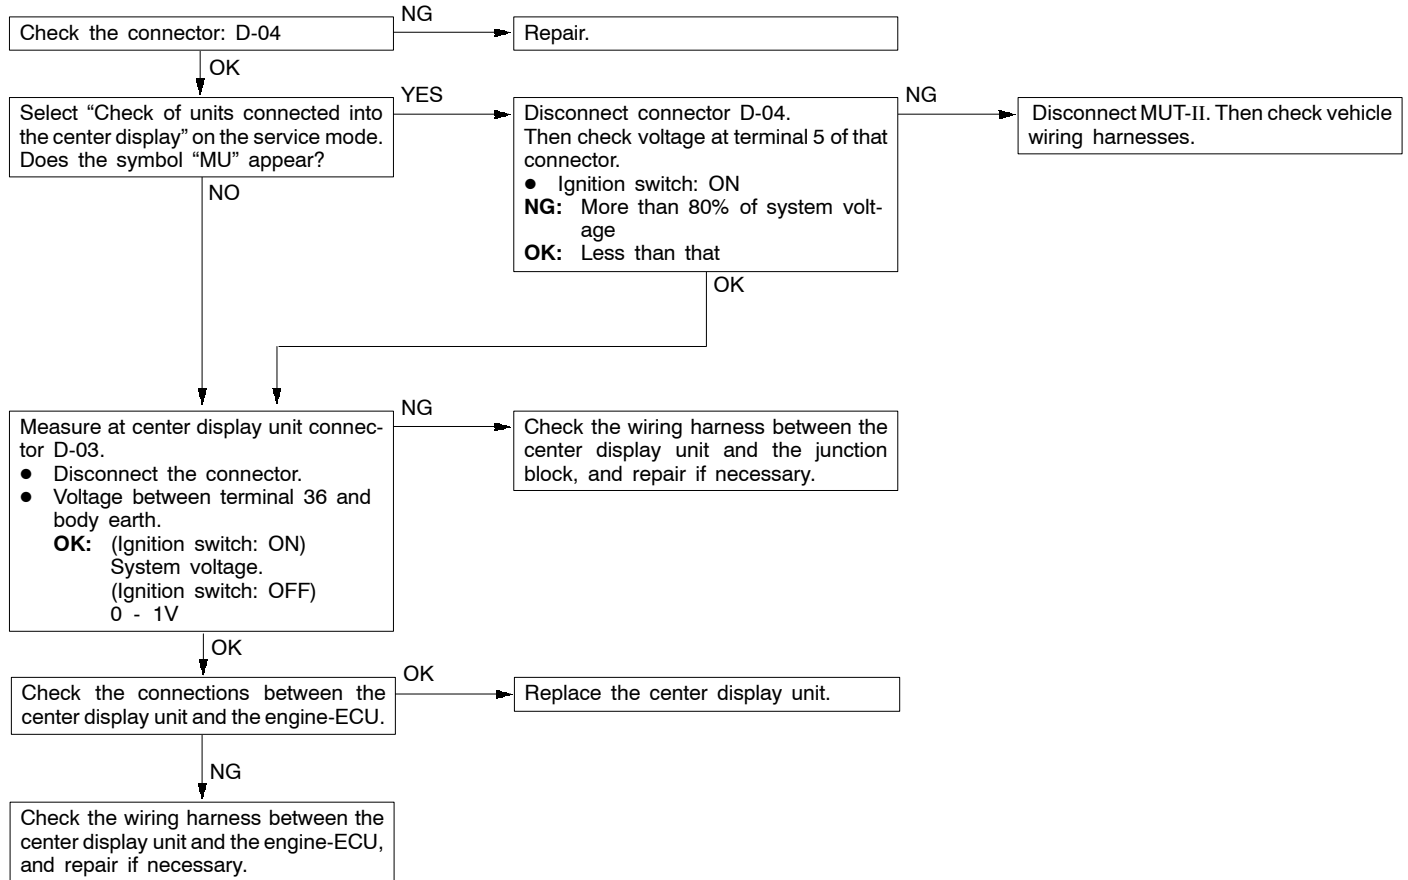 NG
Check the connector: D-04
Repair.
OK
Select “Check of units connected into
the center display” on the service mode.
Does the symbol “MU” appear?
YES
NO
Disconnect connector D-04.
Then check voltage at terminal 5 of that
connector.
● Ignition switch: ON
NG: More than 80% of system volt-
age
OK: Less than that
NG
OK
Disconnect MUT-II. Then check vehicle
wiring harnesses.
Measure at center display unit connec-
tor D-03.
● Disconnect the connector.
● Voltage between terminal 36 and
body earth.
OK: (Ignition switch: ON)
System voltage.
(Ignition switch: OFF)
0 - 1V
NG
Check the wiring harness between the
center display unit and the junction
block, and repair if necessary.
OK
Check the connections between the
center display unit and the engine-ECU.
OK
Replace the center display unit.
NG
Check the wiring harness between the
center display unit and the engine-ECU,
and repair if necessary.